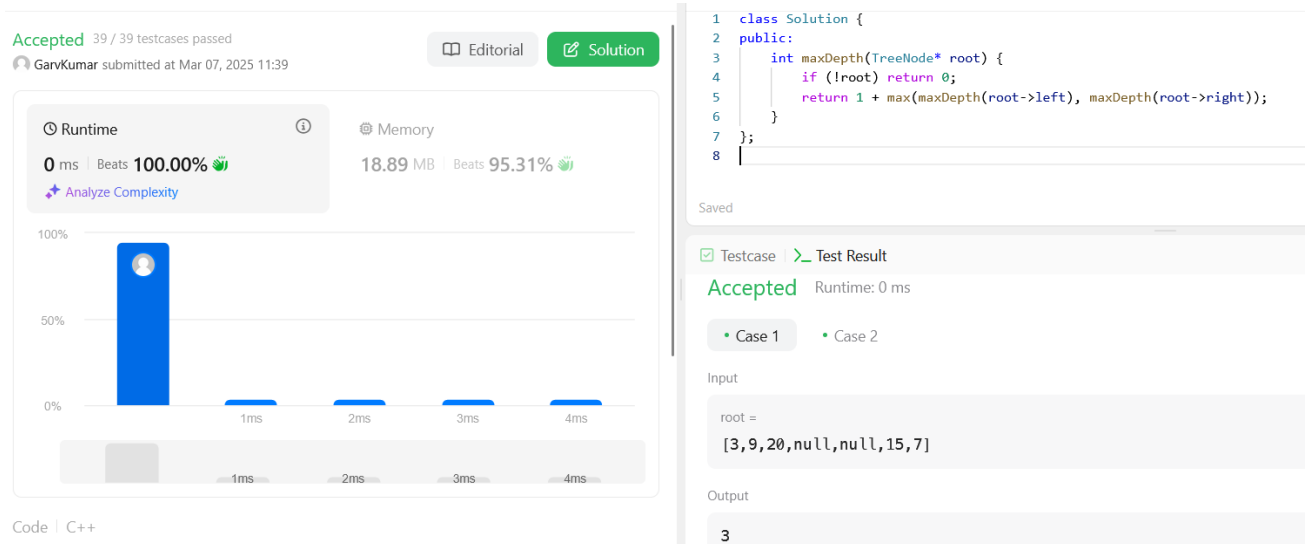 Accepted 39 / 39 testcases passed
GarvKumar submitted at Mar 07, 2025 11:39
Editorial
Solution
Runtime
0 ms Beats 100.00%
Analyze Complexity
Memory
18.89 MB Beats 95.31%
100%
50%
0%
1ms 2ms 3ms 4ms
1ms 2ms 3ms 4ms
Code C++
1 class Solution {
2 public:
3     int maxDepth(TreeNode* root) {
4         if (!root) return 0;
5         return 1 + max(maxDepth(root->left), maxDepth(root->right));
6     }
7 };
8
Saved
Testcase >_ Test Result
Accepted Runtime: 0 ms
• Case 1 • Case 2
Input
root =
[3,9,20,null,null,15,7]
Output
3